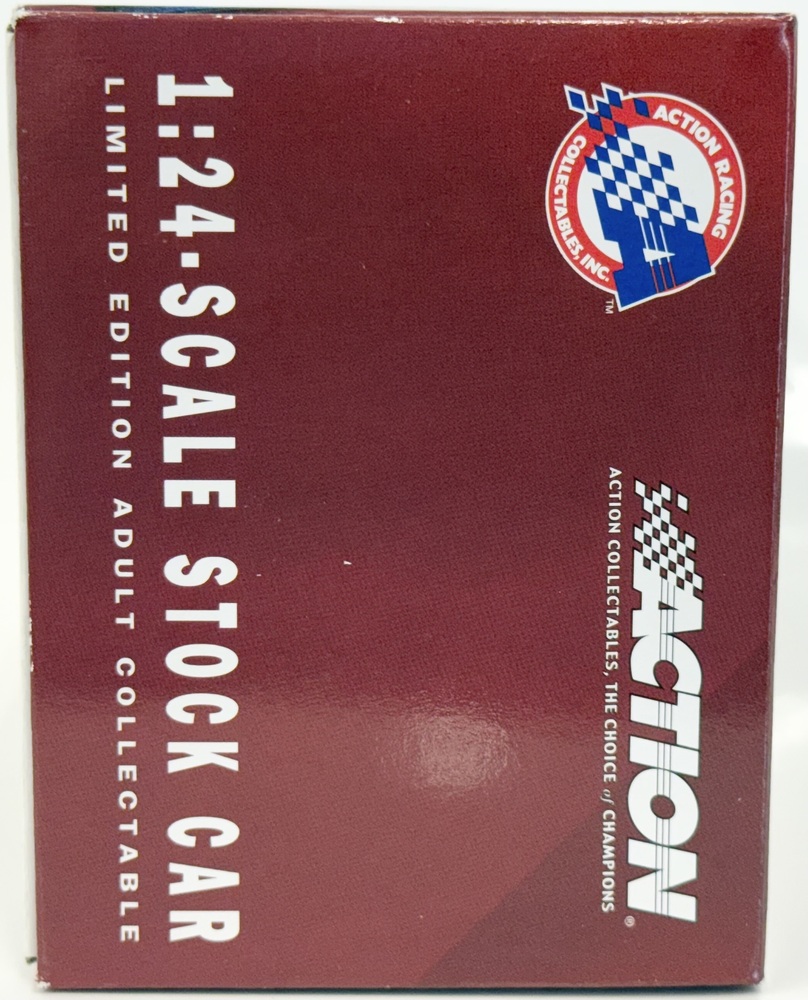 ACTION RACING
COLLECTABLES, INC.
TM
ACTION®
ACTION COLLECTABLES, THE CHOICE of CHAMPIONS
1:24-SCALE STOCK CAR
LIMITED EDITION ADULT COLLECTABLE